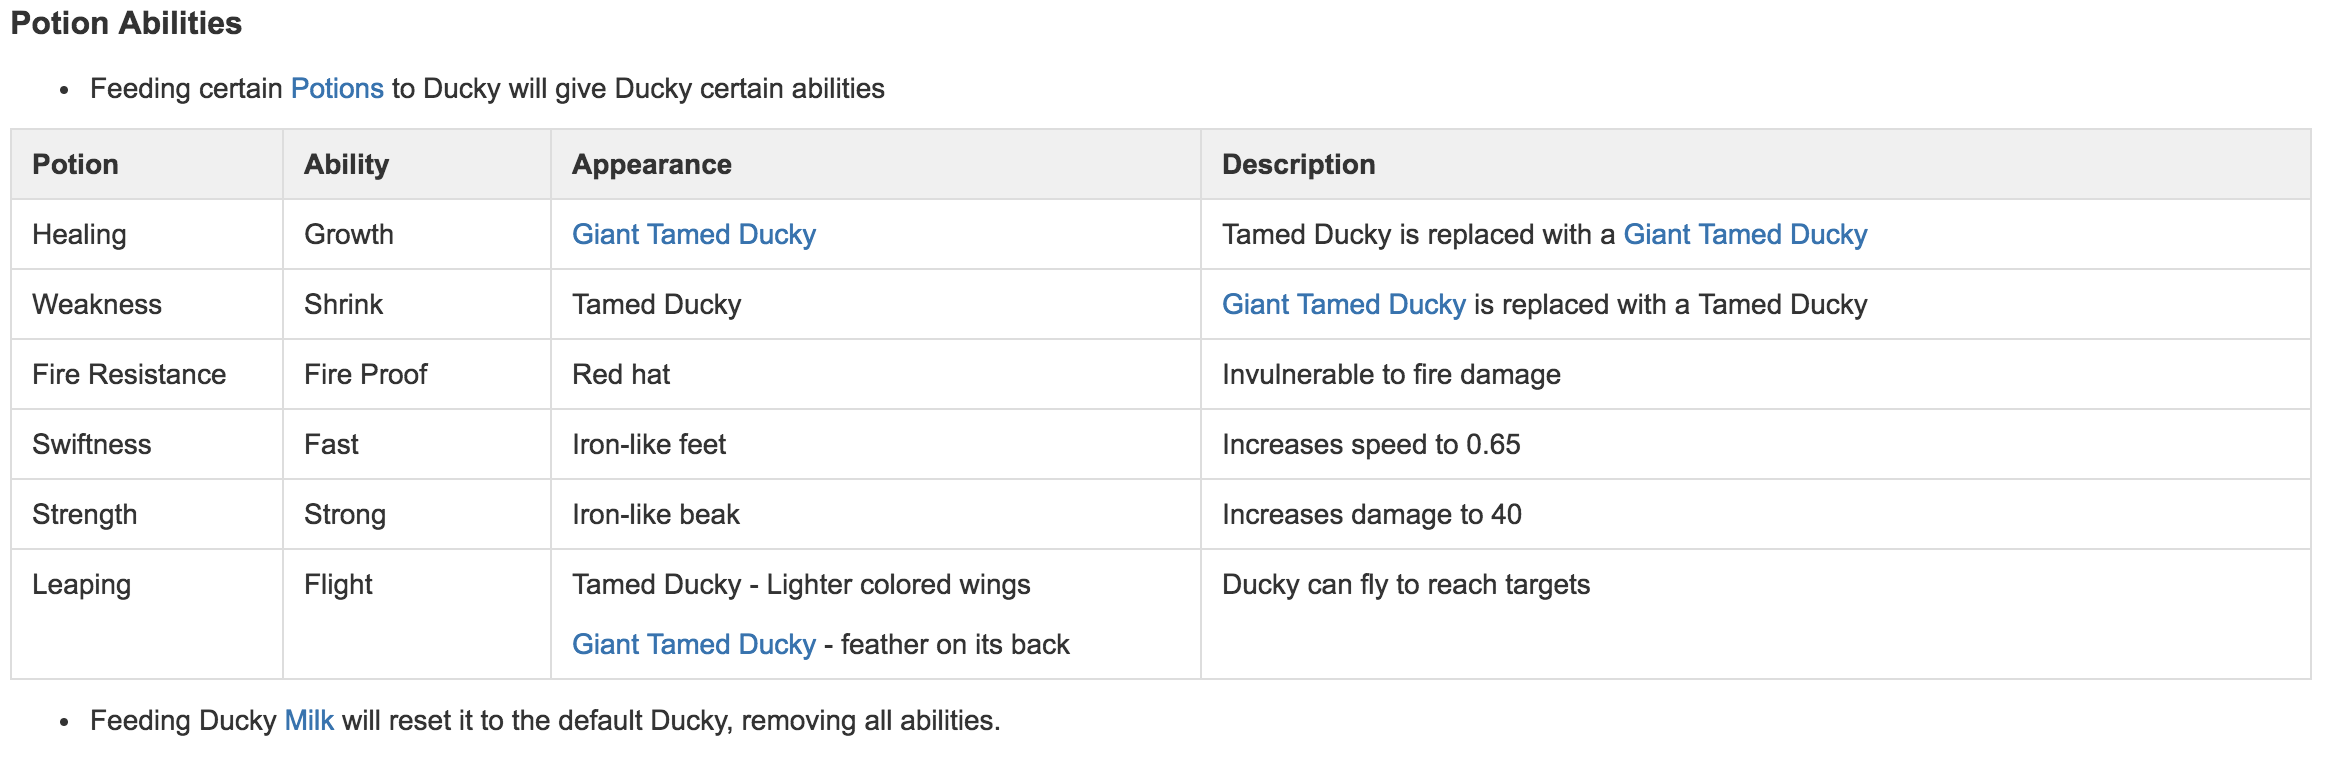 Potion Abilities
Feeding certain Potions to Ducky will give Ducky certain abilities
Potion Ability Appearance Description
Healing Growth Giant Tamed Ducky Tamed Ducky is replaced with a Giant Tamed Ducky
Weakness Shrink Tamed Ducky Giant Tamed Ducky is replaced with a Tamed Ducky
Fire Resistance Fire Proof Red hat Invulnerable to fire damage
Swiftness Fast Iron-like feet Increases speed to 0.65
Strength Strong Iron-like beak Increases damage to 40
Leaping Flight Tamed Ducky - Lighter colored wings Ducky can fly to reach targets
Giant Tamed Ducky - feather on its back
Feeding Ducky Milk will reset it to the default Ducky, removing all abilities.